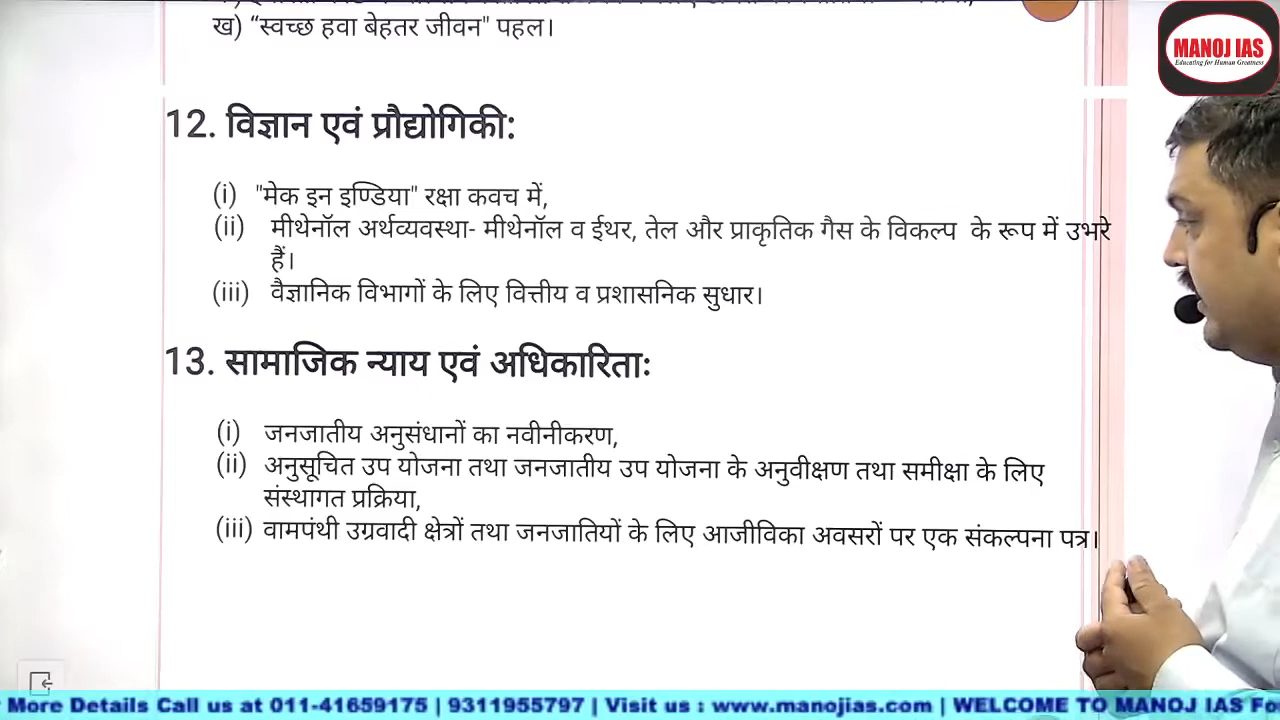 ख) “स्वच्छ हवा बेहतर जीवन" पहल।
MANOJ IAS
Educating for Human Greatness
12. विज्ञान एवं प्रौद्योगिकी:
(i) "मेक इन इण्डिया" रक्षा कवच में,
(ii) मीथेनॉल अर्थव्यवस्था- मीथेनॉल व ईथर, तेल और प्राकृतिक गैस के विकल्प के रूप में उभरे
हैं।
(iii) वैज्ञानिक विभागों के लिए वित्तीय व प्रशासनिक सुधार।
13. सामाजिक न्याय एवं अधिकारिताः
(i) जनजातीय अनुसंधानों का नवीनीकरण,
(ii) अनुसूचित उप योजना तथा जनजातीय उप योजना के अनुवीक्षण तथा समीक्षा के लिए
संस्थागत प्रक्रिया,
(iii) वामपंथी उग्रवादी क्षेत्रों तथा जनजातियों के लिए आजीविका अवसरों पर एक संकल्पना पत्र।
More Details Call us at 011-41659175 | 9311955797 | Visit us : www.manojias.com | WELCOME TO MANOJ IAS Fo